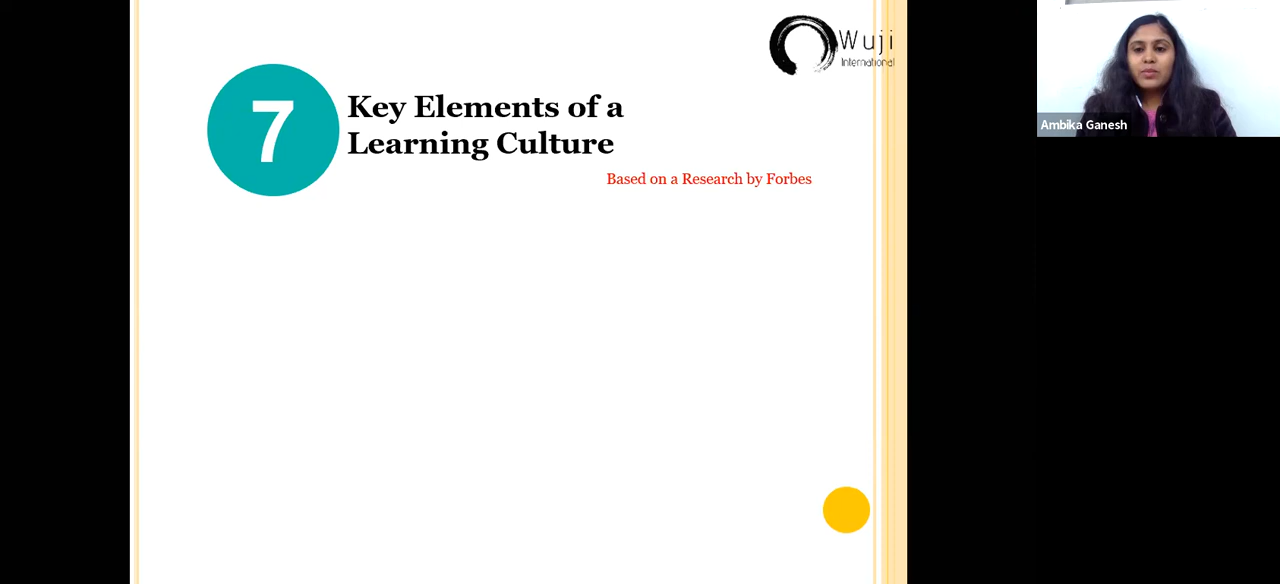 Wuji
International
7
Key Elements of a
Learning Culture
Based on a Research by Forbes
Ambika Ganesh